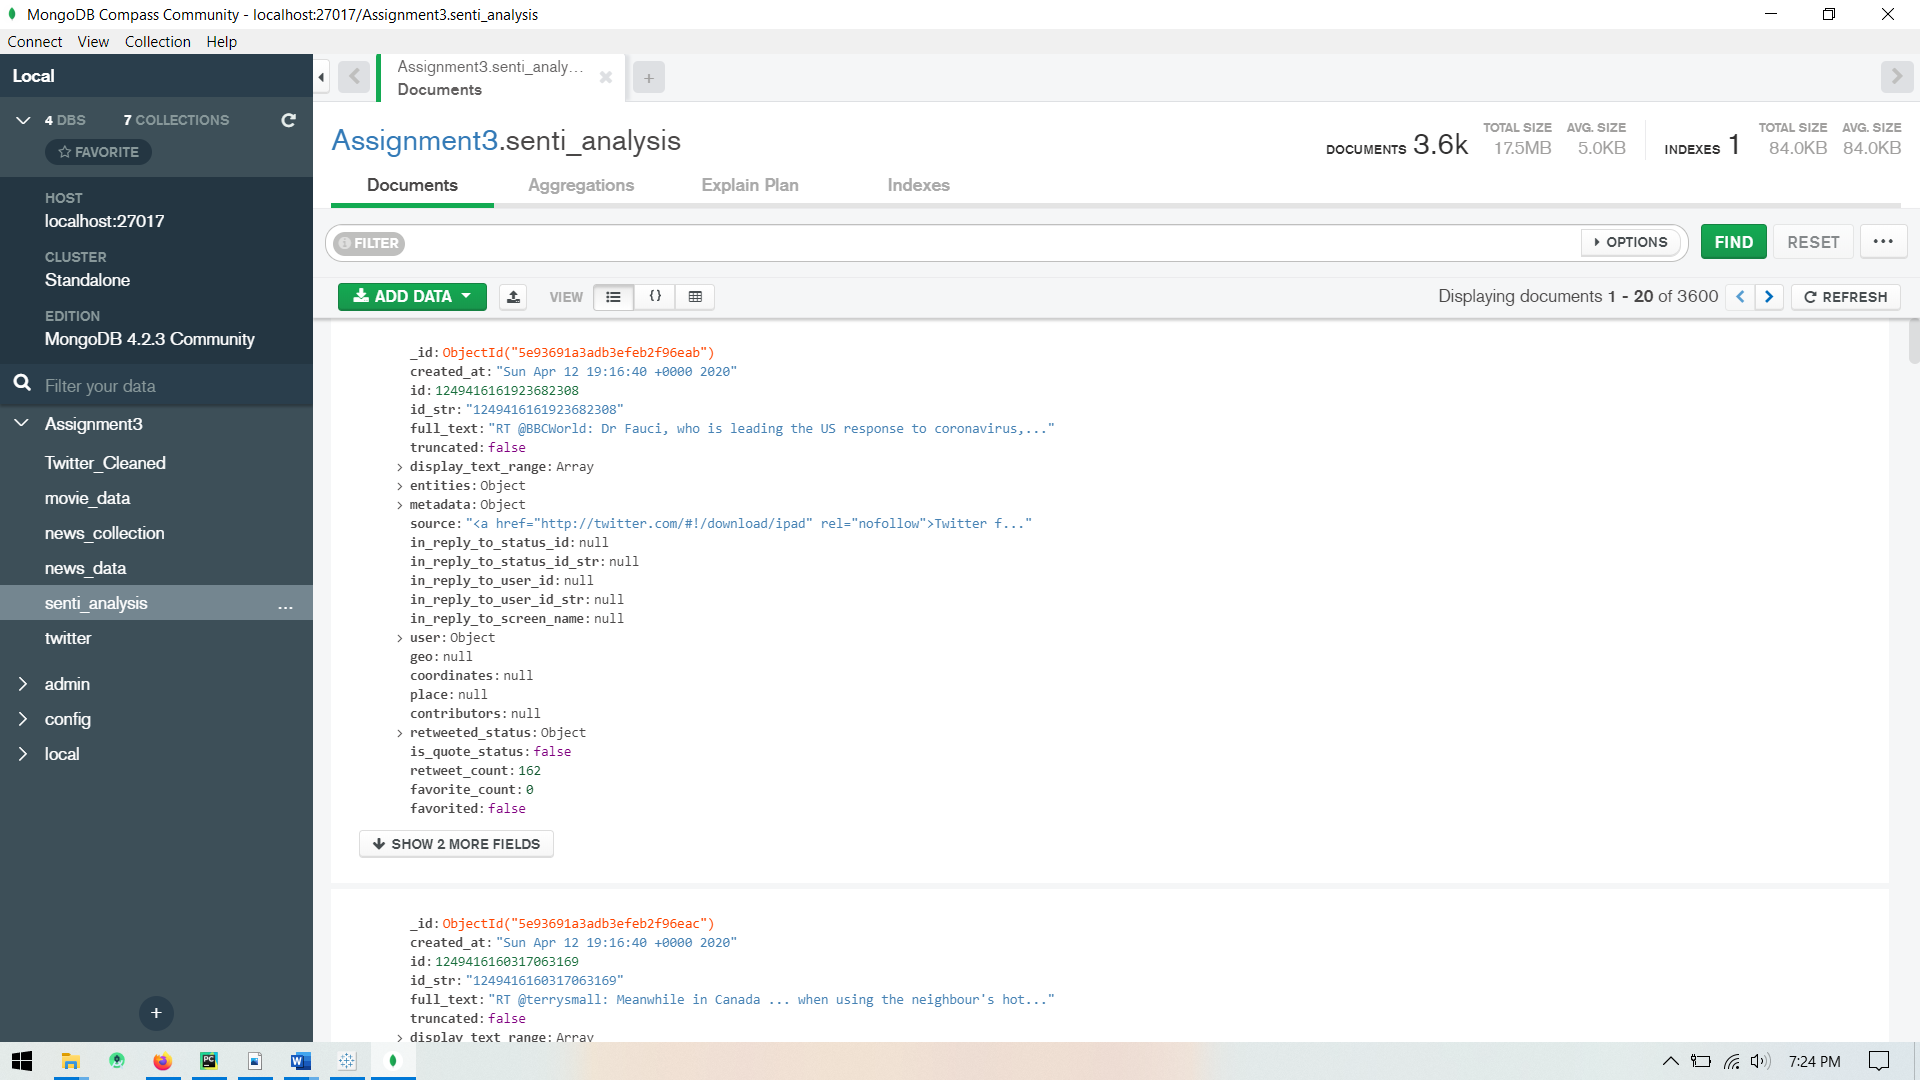 MongoDB Compass Community - localhost:27017/Assignment3.senti_analysis
Connect View Collection Help
Local
4 DBS 7 COLLECTIONS
FAVORITE
HOST
localhost:27017
CLUSTER
Standalone
EDITION
MongoDB 4.2.3 Community
Filter your data
Assignment3
Twitter_Cleaned
movie_data
news_collection
news_data
senti_analysis ...
twitter
admin
config
local
+
Assignment3.senti_analy...
Documents
+
Assignment3.senti_analysis
DOCUMENTS 3.6k TOTAL SIZE 17.5MB AVG. SIZE 5.0KB INDEXES 1 TOTAL SIZE 84.0KB AVG. SIZE 84.0KB
Documents Aggregations Explain Plan Indexes
FILTER OPTIONS FIND RESET ...
ADD DATA VIEW {} Displaying documents 1 - 20 of 3600 REFRESH
_id: ObjectId("5e93691a3adb3efeb2f96eab")
created_at: "Sun Apr 12 19:16:40 +0000 2020"
id: 1249416161923682308
id_str: "1249416161923682308"
full_text: "RT @BBCWorld: Dr Fauci, who is leading the US response to coronavirus,..."
truncated: false
display_text_range: Array
entities: Object
metadata: Object
source: "<a href="http://twitter.com/#!/download/ipad" rel="nofollow">Twitter f..."
in_reply_to_status_id: null
in_reply_to_status_id_str: null
in_reply_to_user_id: null
in_reply_to_user_id_str: null
in_reply_to_screen_name: null
user: Object
geo: null
coordinates: null
place: null
contributors: null
retweeted_status: Object
is_quote_status: false
retweet_count: 162
favorite_count: 0
favorited: false
SHOW 2 MORE FIELDS
_id: ObjectId("5e93691a3adb3efeb2f96eac")
created_at: "Sun Apr 12 19:16:40 +0000 2020"
id: 1249416160317063169
id_str: "1249416160317063169"
full_text: "RT @terrysmall: Meanwhile in Canada ... when using the neighbour's hot..."
truncated: false
display_text_range: Array
7:24 PM